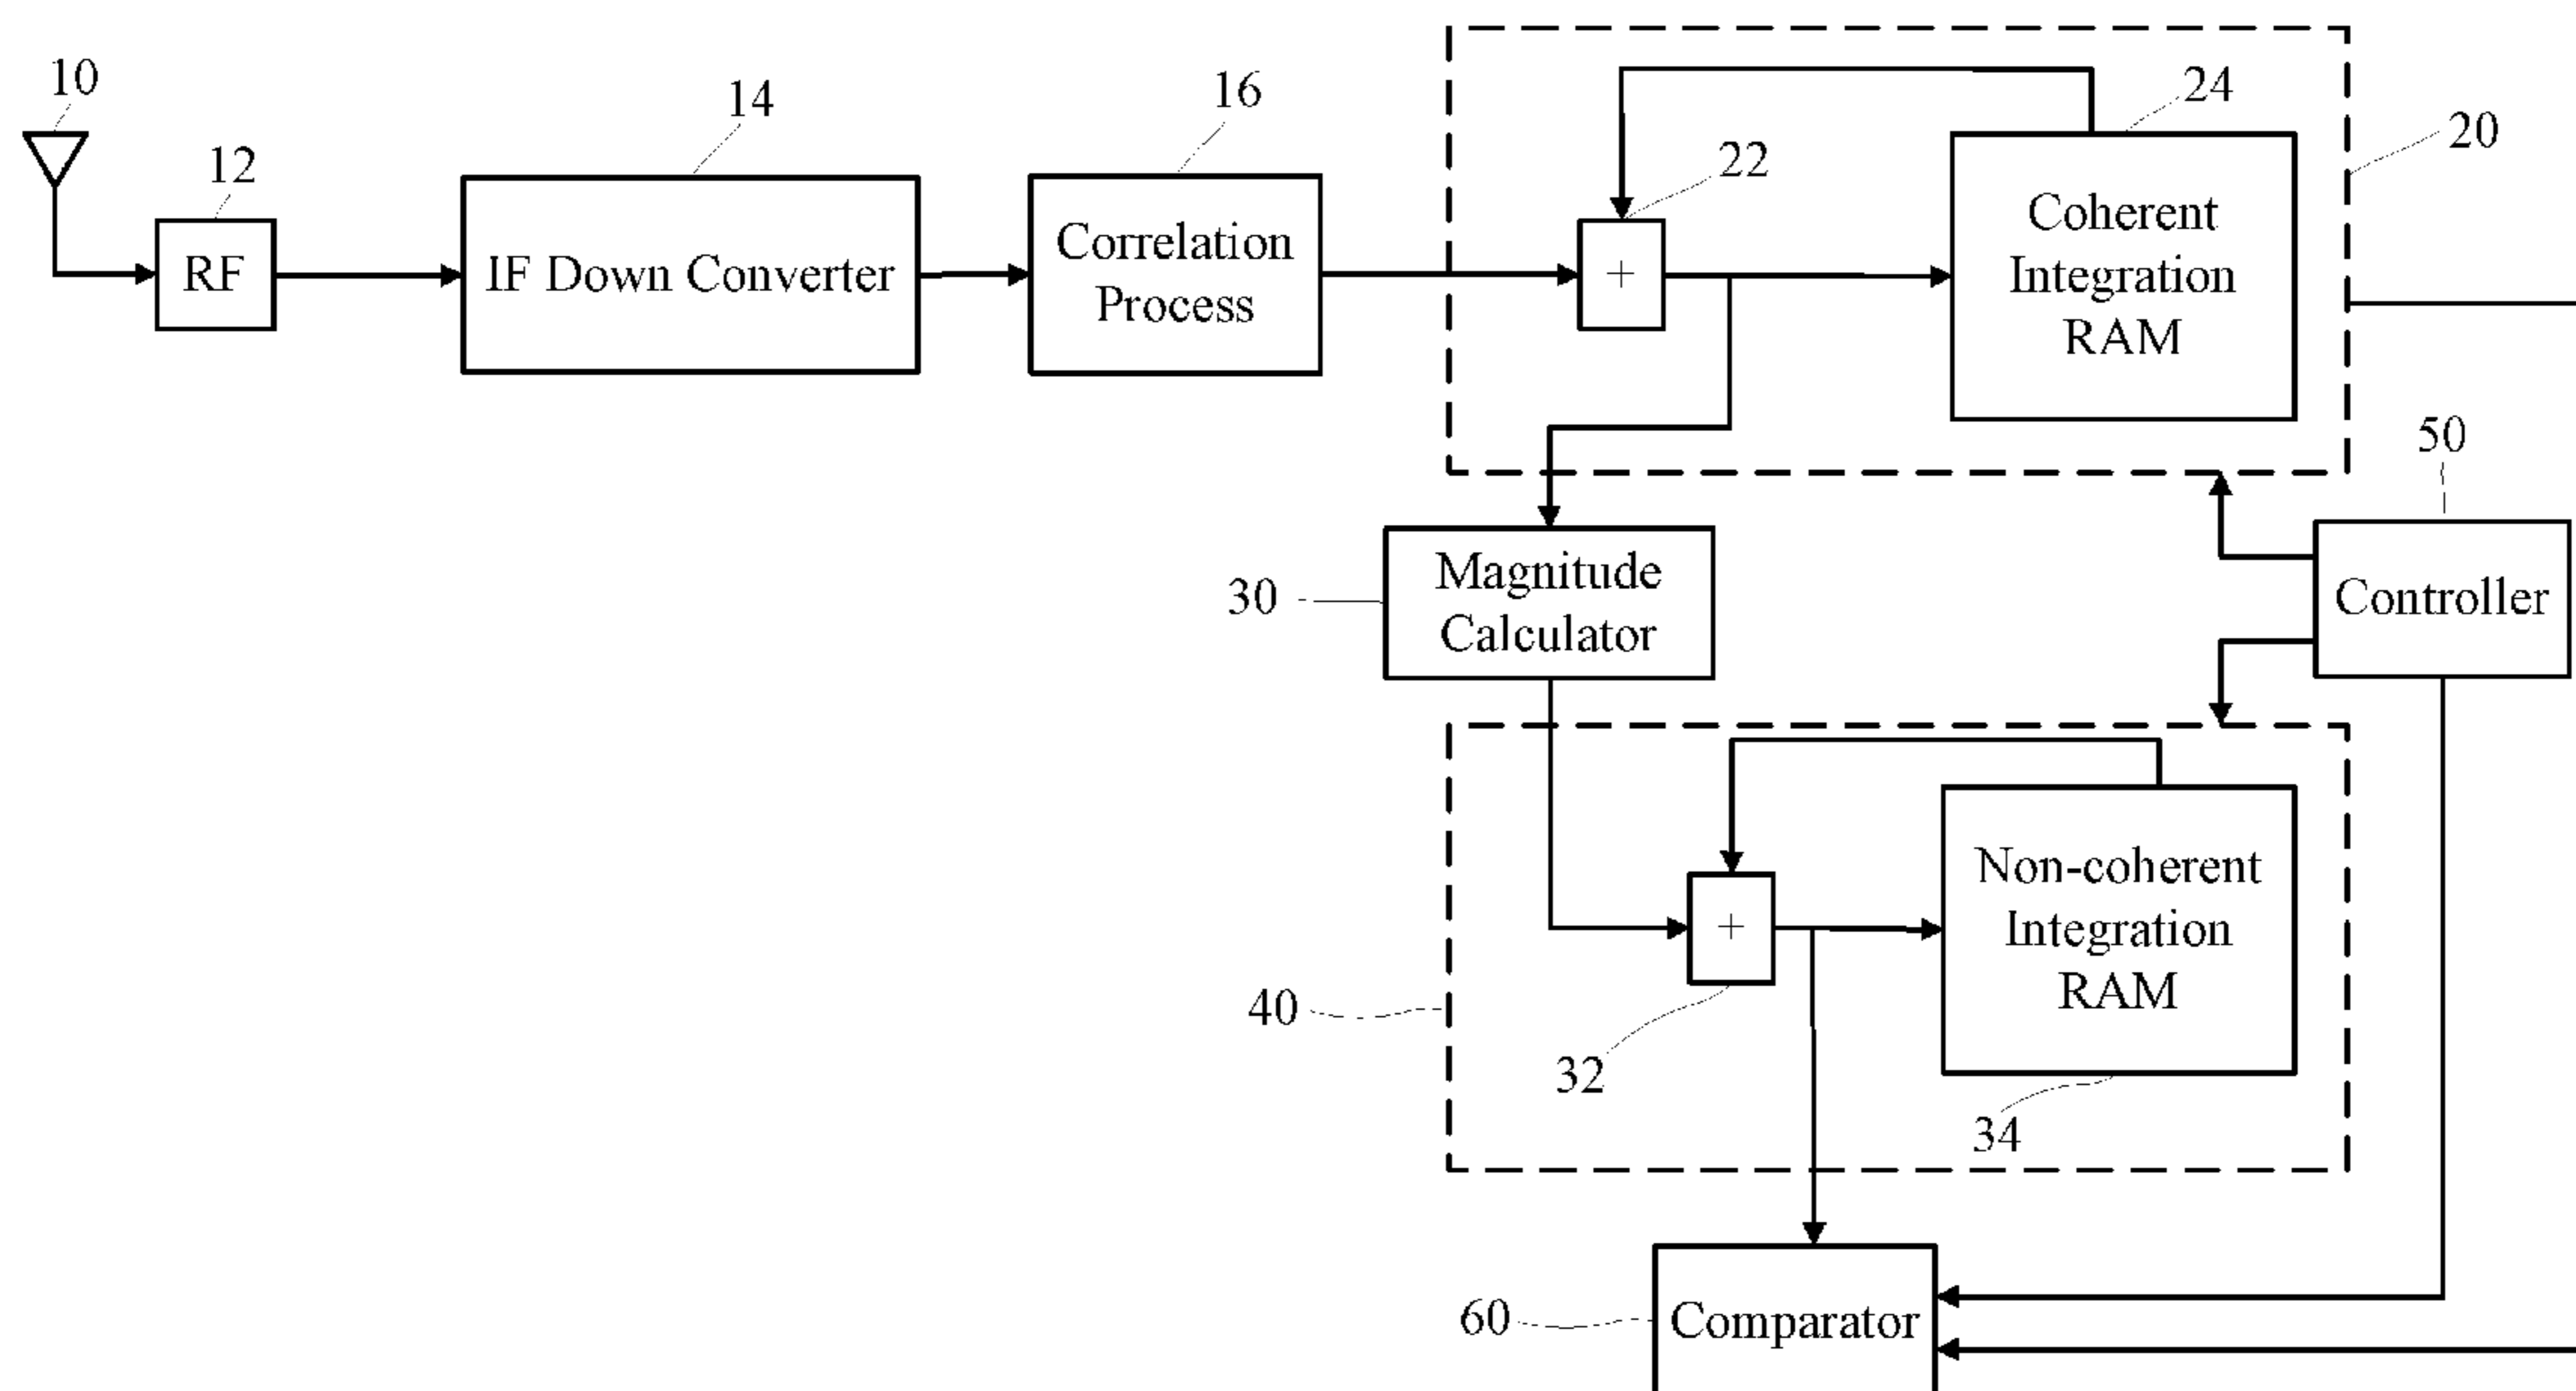 10
12
RF
14
IF Down Converter
16
Correlation
Process
20
22
+
24
Coherent
Integration
RAM
30
Magnitude
Calculator
50
Controller
40
32
+
Non-coherent
Integration
RAM
34
60
Comparator